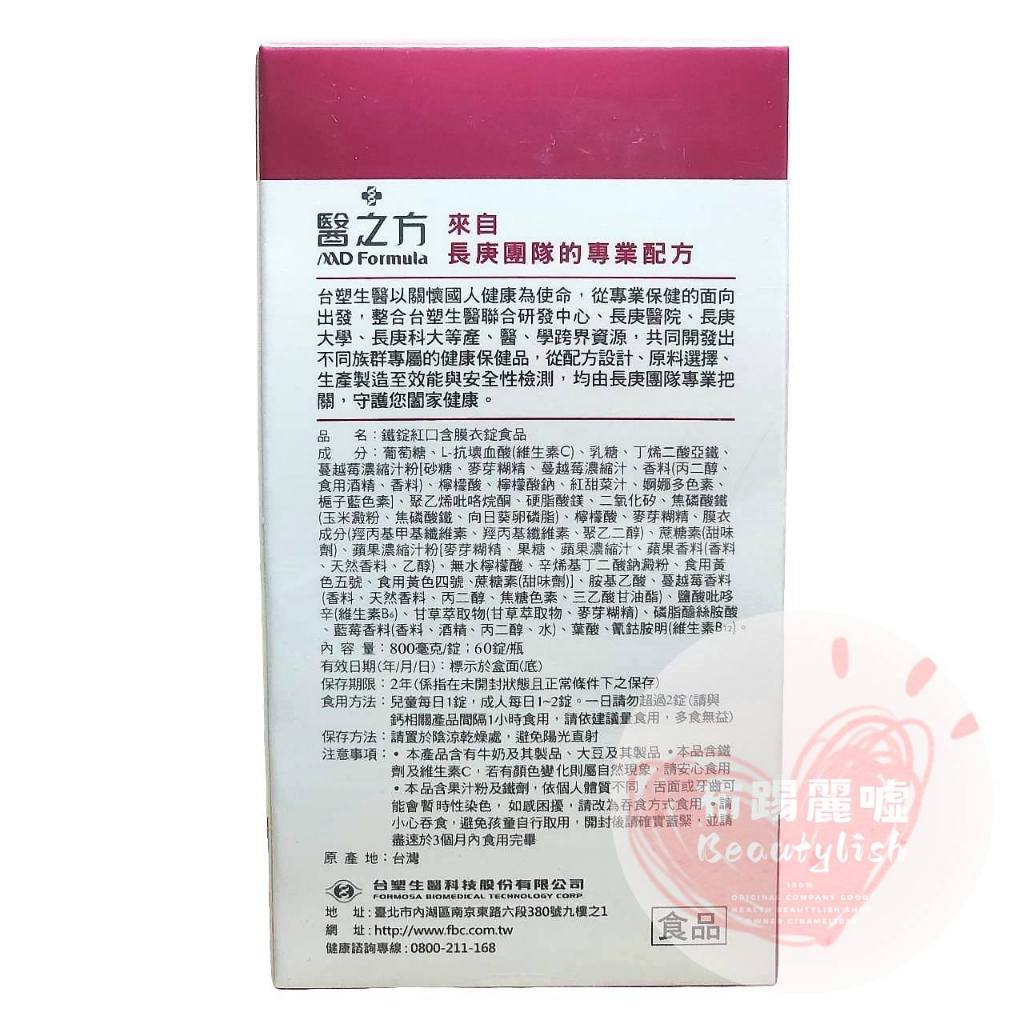 醫之方
MD Formula
來自
長庚團隊的專業配方
台塑生醫以關懷國人健康為使命，從專業保健的面向
出發，整合台塑生醫聯合研發中心、長庚醫院、長庚
大學、長庚科大等產、醫、學跨界資源，共同開發出
不同族群專屬的健康保健品，從配方設計、原料選擇、
生產製造至效能與安全性檢測，均由長庚團隊專業把
關，守護您闔家健康。
品　名：鐵錠紅口含膜衣錠食品
成　分：葡萄糖、L-抗壞血酸(維生素C)、乳糖、丁烯二酸亞鐵、
蔓越莓濃縮汁粉[砂糖、麥芽糊精、蔓越莓濃縮汁、香料(丙二醇、
食用酒精、香料)、檸檬酸、檸檬酸鈉、紅甜菜汁、婀娜多色素、
梔子藍色素]、聚乙烯吡咯烷酮、硬脂酸鎂、二氧化矽、焦磷酸鐵
(玉米澱粉、焦磷酸鐵、向日葵卵磷脂)、檸檬酸、麥芽糊精、膜衣
成分(羥丙基甲基纖維素、羥丙基纖維素、聚乙二醇)、蔗糖素(甜味
劑)、蘋果濃縮汁粉[麥芽糊精、果糖、蘋果濃縮汁、蘋果香料(香料
、天然香料、乙醇)、無水檸檬酸、辛烯基丁二酸鈉澱粉、食用黃
色五號、食用黃色四號、蔗糖素(甜味劑)]、胺基乙酸、蔓越莓香料
(香料、天然香料、丙二醇、焦糖色素、三乙酸甘油酯)、鹽酸吡哆
辛(維生素B₆)、甘草萃取物(甘草萃取物、麥芽糊精)、磷脂醯絲胺酸
、藍莓香料(香料、酒精、丙二醇、水)、葉酸、氰鈷胺明(維生素B₁₂)。
內 容 量：800毫克/錠；60錠/瓶
有效日期(年/月/日)：標示於盒面(底)
保存期限：2年(係指在未開封狀態且正常條件下之保存)
食用方法：兒童每日1錠，成人每日1~2錠。一日請勿超過2錠(請與
鈣相關產品間隔1小時食用，請依建議量食用，多食無益)
保存方法：請置於陰涼乾燥處，避免陽光直射
注意事項：•本產品含有牛奶及其製品、大豆及其製品 •本品含鐵
劑及維生素C，若有顏色變化則屬自然現象，請安心食用
•本品含果汁粉及鐵劑，依個人體質不同，舌面或牙齒可
能會暫時性染色，如感困擾，請改為吞食方式食用•請
小心吞食，避免孩童自行取用，開封後請確實蓋緊，並請
盡速於3個月內食用完畢
原 產 地：台灣
台塑生醫科技股份有限公司
FORMOSA BIOMEDICAL TECHNOLOGY CORP
地　址：臺北市內湖區南京東路六段380號九樓之1
網　址：http://www.fbc.com.tw
健康諮詢專線：0800-211-168
食品
踢麗噓
Beautylish
100%
ORIGINAL COMPANY GOOD
HEALTH BEAUTYLISH SHOP